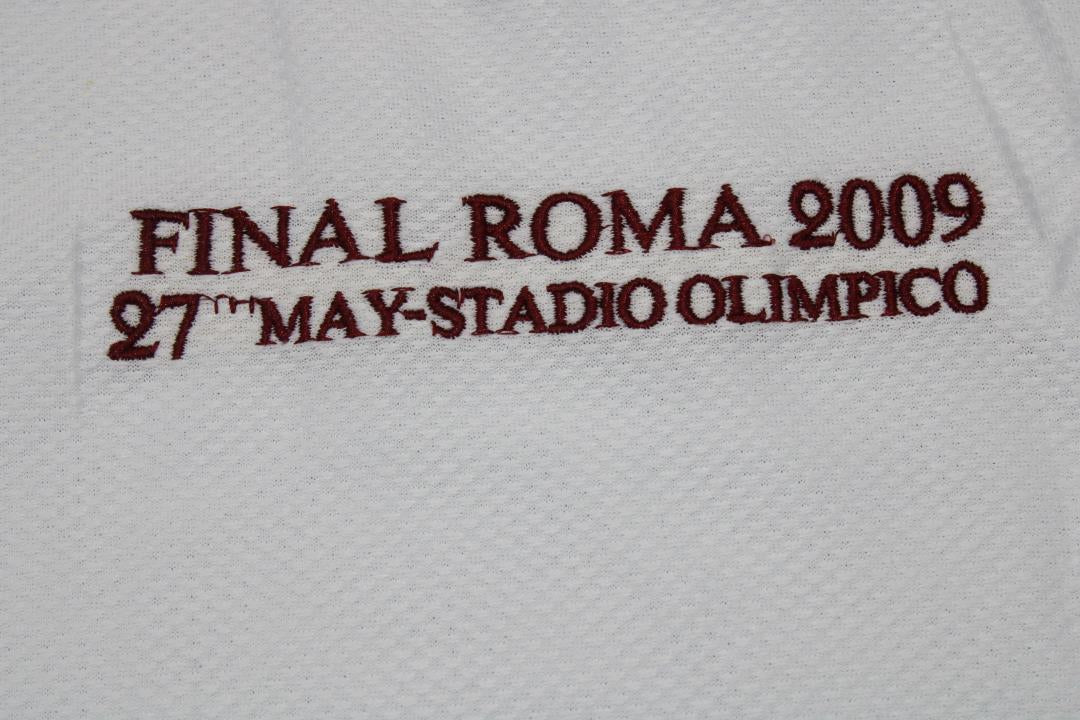 FINAL ROMA 2009
27TH MAY-STADIO OLIMPICO